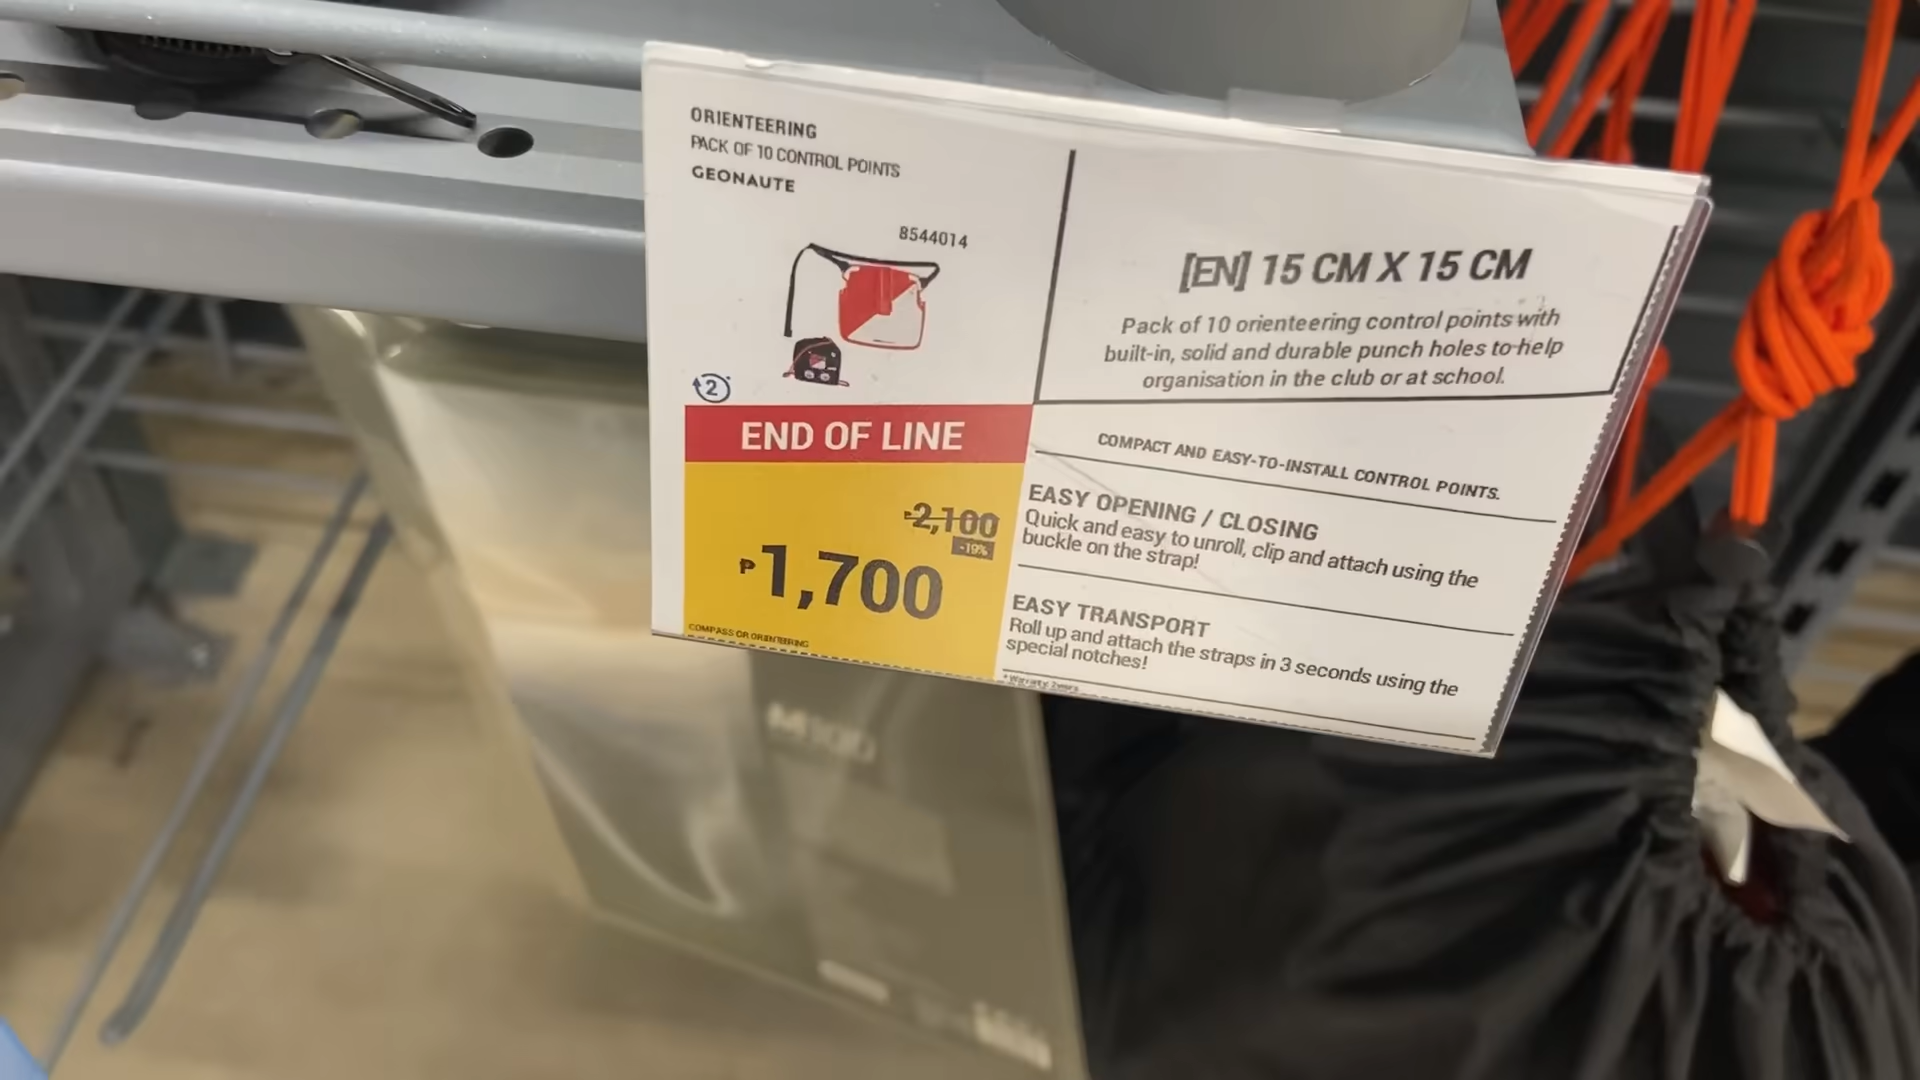 ORIENTEERING
PACK OF 10 CONTROL POINTS
GEONAUTE
8544014
2
END OF LINE
₱2,100
-19%
₱1,700
COMPASS OR ORIENTEERING
[EN] 15 CM X 15 CM
Pack of 10 orienteering control points with
built-in, solid and durable punch holes to help
organisation in the club or at school.
COMPACT AND EASY-TO-INSTALL CONTROL POINTS.
EASY OPENING / CLOSING
Quick and easy to unroll, clip and attach using the
buckle on the strap!
EASY TRANSPORT
Roll up and attach the straps in 3 seconds using the
special notches!
* Warranty 2 years
M100